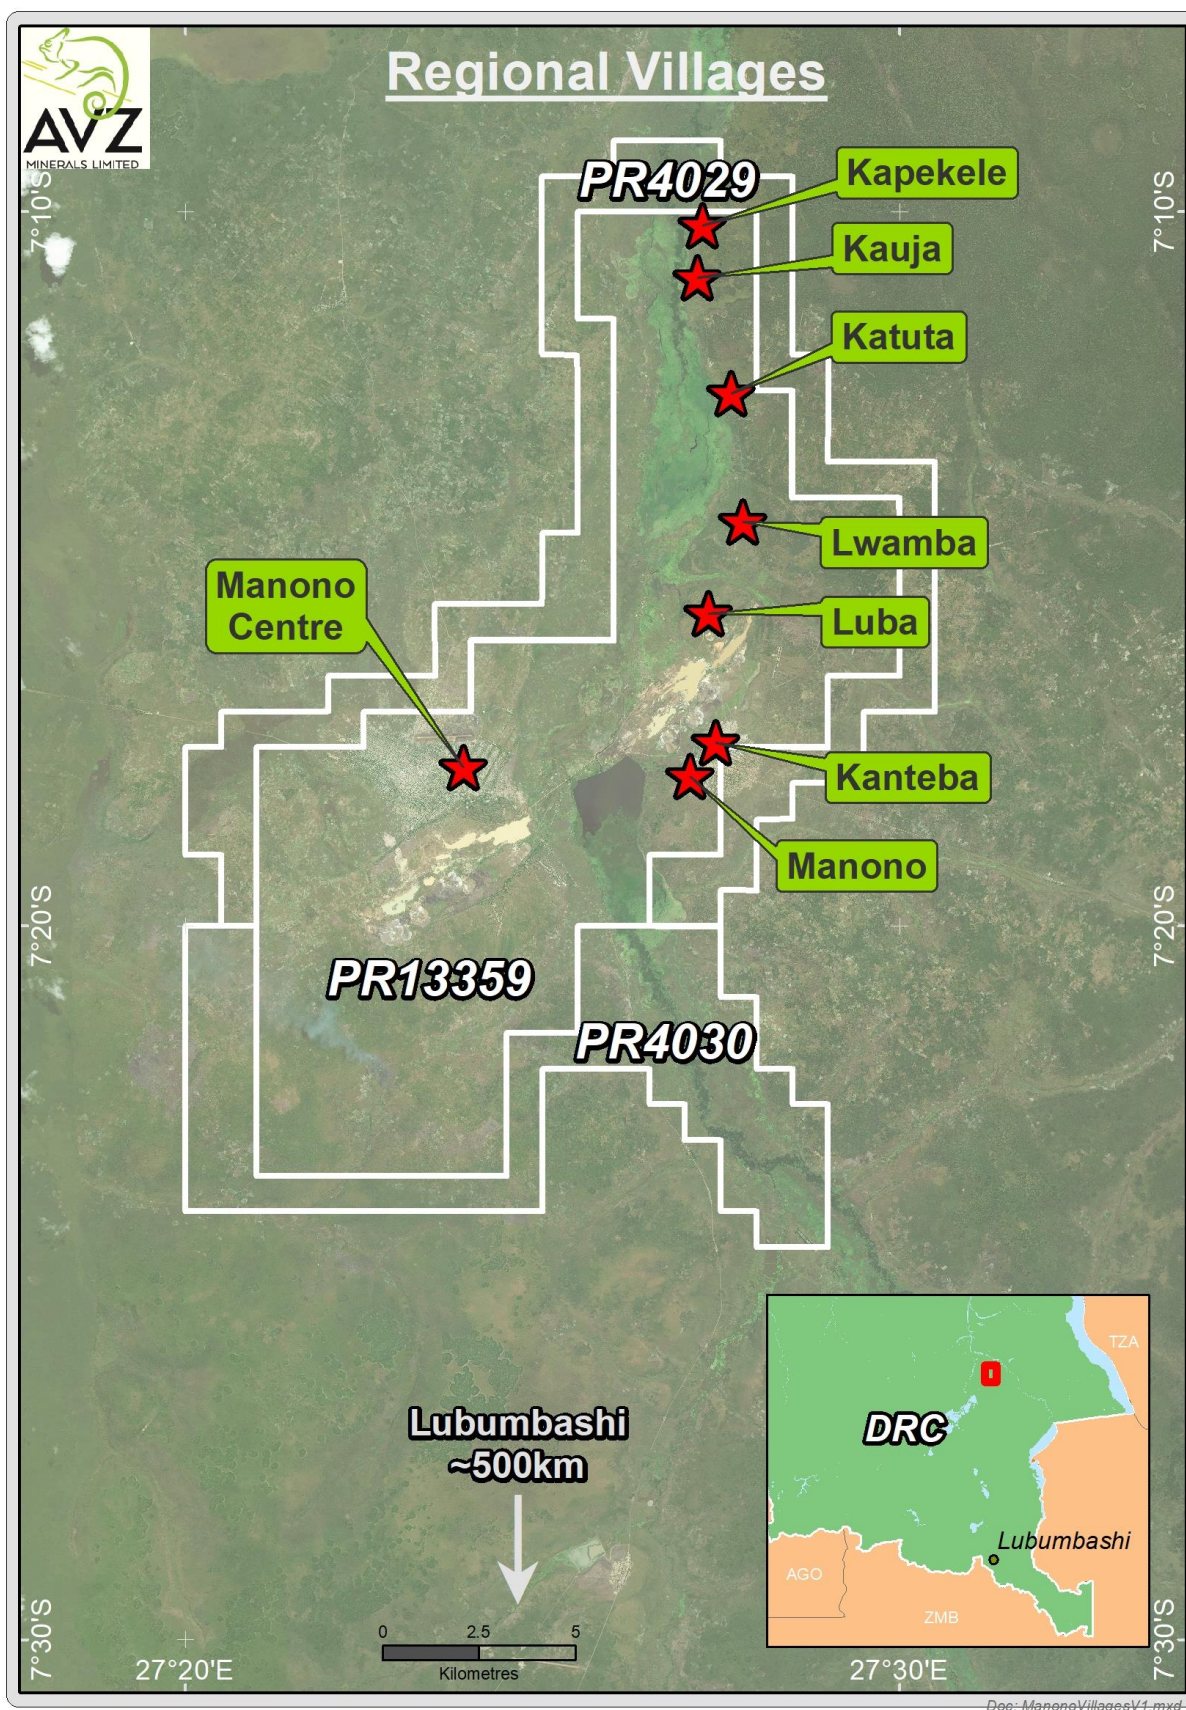 Regional Villages
AVZ
MINERALS LIMITED
7°10'S
7°10'S
PR4029
Kapekele
Kauja
Katuta
Lwamba
Luba
Manono
Centre
Kanteba
Manono
7°20'S
7°20'S
PR13359
PR4030
Lubumbashi
~500km
TZA
DRC
Lubumbashi
AGO
ZMB
0 2.5 5
Kilometres
7°30'S
7°30'S
27°20'E
27°30'E
Doc: ManonoVillagesV1.mxd